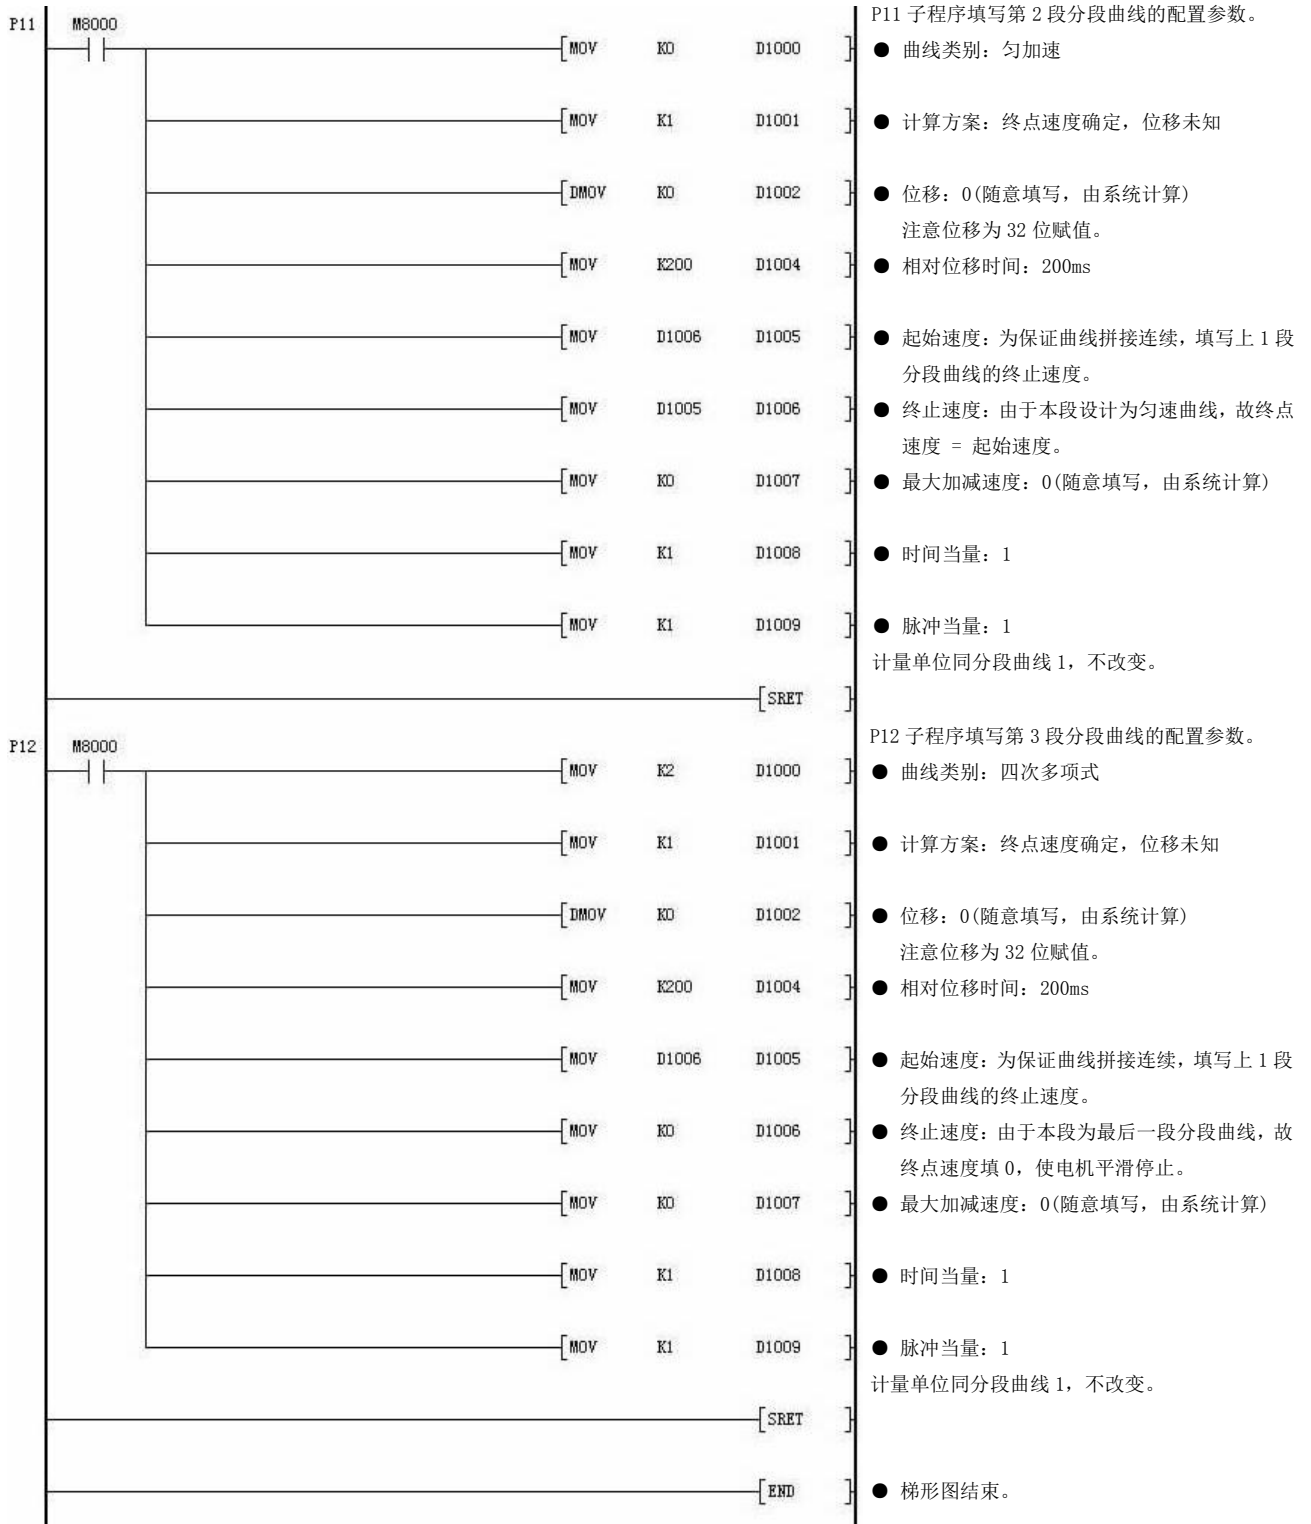 P11 子程序填写第 2 段分段曲线的配置参数。
P11 M8000
MOV K0 D1000 ● 曲线类别：匀加速
MOV K1 D1001 ● 计算方案：终点速度确定，位移未知
DMOV K0 D1002 ● 位移：0(随意填写，由系统计算)
注意位移为 32 位赋值。
MOV K200 D1004 ● 相对位移时间：200ms
MOV D1006 D1005 ● 起始速度：为保证曲线拼接连续，填写上 1 段
分段曲线的终止速度。
MOV D1005 D1006 ● 终止速度：由于本段设计为匀速曲线，故终点
速度 = 起始速度。
MOV K0 D1007 ● 最大加减速度：0(随意填写，由系统计算)
MOV K1 D1008 ● 时间当量：1
MOV K1 D1009 ● 脉冲当量：1
计量单位同分段曲线 1，不改变。
SRET
P12 子程序填写第 3 段分段曲线的配置参数。
P12 M8000
MOV K2 D1000 ● 曲线类别：四次多项式
MOV K1 D1001 ● 计算方案：终点速度确定，位移未知
DMOV K0 D1002 ● 位移：0(随意填写，由系统计算)
注意位移为 32 位赋值。
MOV K200 D1004 ● 相对位移时间：200ms
MOV D1006 D1005 ● 起始速度：为保证曲线拼接连续，填写上 1 段
分段曲线的终止速度。
MOV K0 D1006 ● 终止速度：由于本段为最后一段分段曲线，故
终点速度填 0，使电机平滑停止。
MOV K0 D1007 ● 最大加减速度：0(随意填写，由系统计算)
MOV K1 D1008 ● 时间当量：1
MOV K1 D1009 ● 脉冲当量：1
计量单位同分段曲线 1，不改变。
SRET
END ● 梯形图结束。